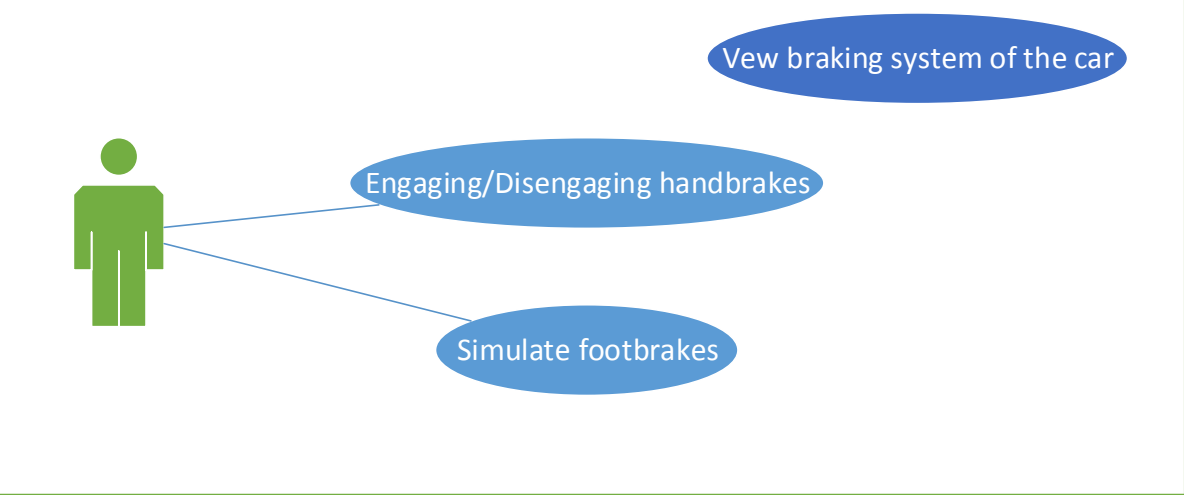 Vew braking system of the car
Engaging/Disengaging handbrakes
Simulate footbrakes